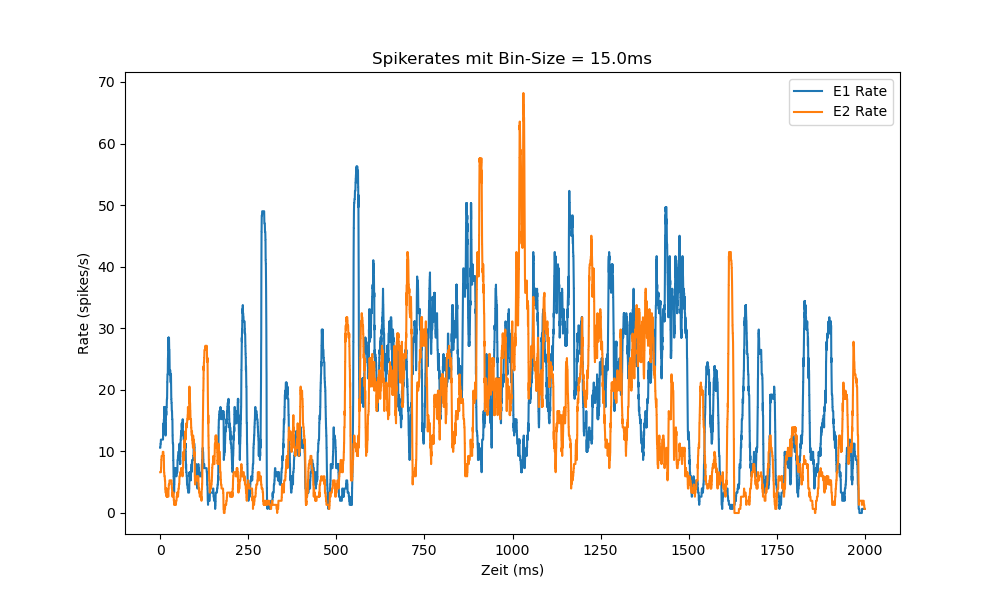 Spikerates mit Bin-Size = 15.0ms
E1 Rate
E2 Rate
Rate (spikes/s)
70
60
50
40
30
20
10
0
0 250 500 750 1000 1250 1500 1750 2000
Zeit (ms)